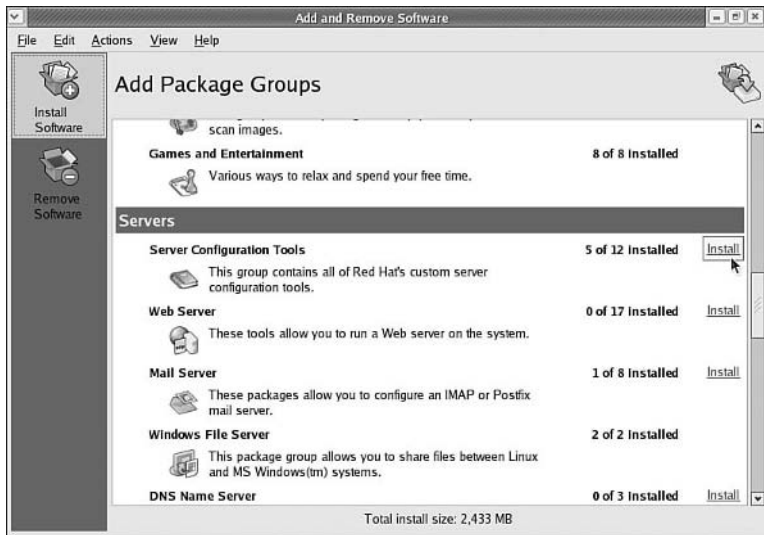 Add and Remove Software
File Edit Actions View Help
Install
Software
Remove
Software
Add Package Groups
scan images.
Games and Entertainment 8 of 8 Installed
Various ways to relax and spend your free time.
Servers
Server Configuration Tools 5 of 12 Installed Install
This group contains all of Red Hat's custom server
configuration tools.
Web Server 0 of 17 Installed Install
These tools allow you to run a Web server on the system.
Mail Server 1 of 8 Installed Install
These packages allow you to configure an IMAP or Postfix
mail server.
Windows File Server 2 of 2 Installed
This package group allows you to share files between Linux
and MS Windows(tm) systems.
DNS Name Server 0 of 3 Installed Install
Total install size: 2,433 MB